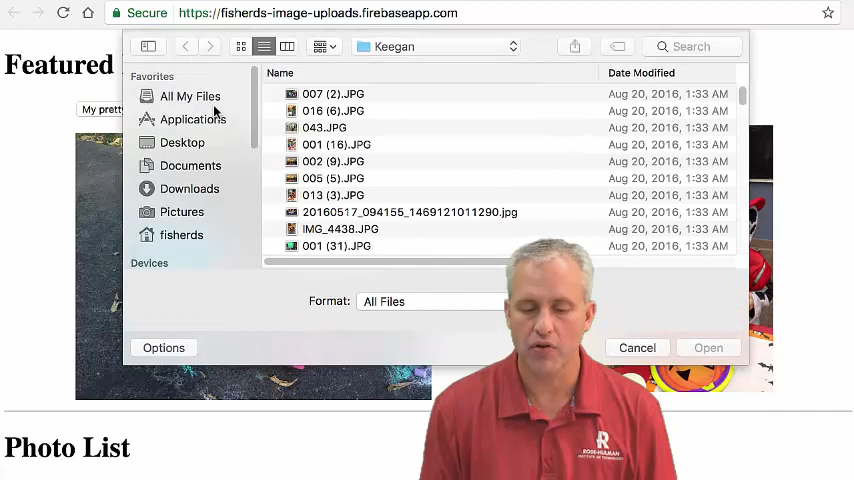 Secure https://fisherds-image-uploads.firebaseapp.com
Featured
My pretty
Keegan
Search
Favorites
All My Files
Applications
Desktop
Documents
Downloads
Pictures
fisherds
Devices
Name Date Modified
007 (2).JPG Aug 20, 2016, 1:33 AM
016 (6).JPG Aug 20, 2016, 1:33 AM
043.JPG Aug 20, 2016, 1:33 AM
001 (16).JPG Aug 20, 2016, 1:33 AM
002 (9).JPG Aug 20, 2016, 1:33 AM
005 (5).JPG Aug 20, 2016, 1:33 AM
013 (3).JPG Aug 20, 2016, 1:33 AM
20160517_094155_1469121011290.jpg Aug 20, 2016, 1:33 AM
IMG_4438.JPG Aug 20, 2016, 1:33 AM
001 (31).JPG Aug 20, 2016, 1:33 AM
Format: All Files
Options
Cancel
Open
Photo List
R
ROSE-HULMAN
INSTITUTE OF TECHNOLOGY